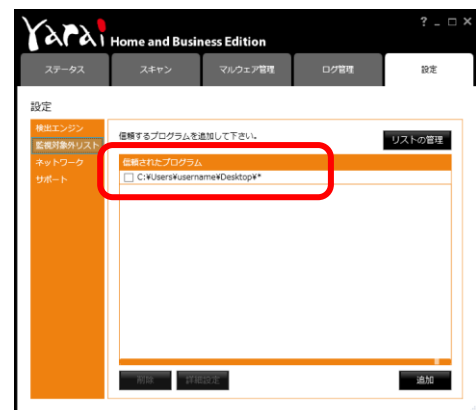 Yarai Home and Business Edition
? _ □ ×
ステータス スキャン マルウェア管理 ログ管理 設定
設定
検出エンジン
監視対象外リスト
ネットワーク
サポート
信頼するプログラムを追加して下さい。
リストの管理
信頼されたプログラム
C:¥Users¥username¥Desktop¥*
削除 詳細設定 追加